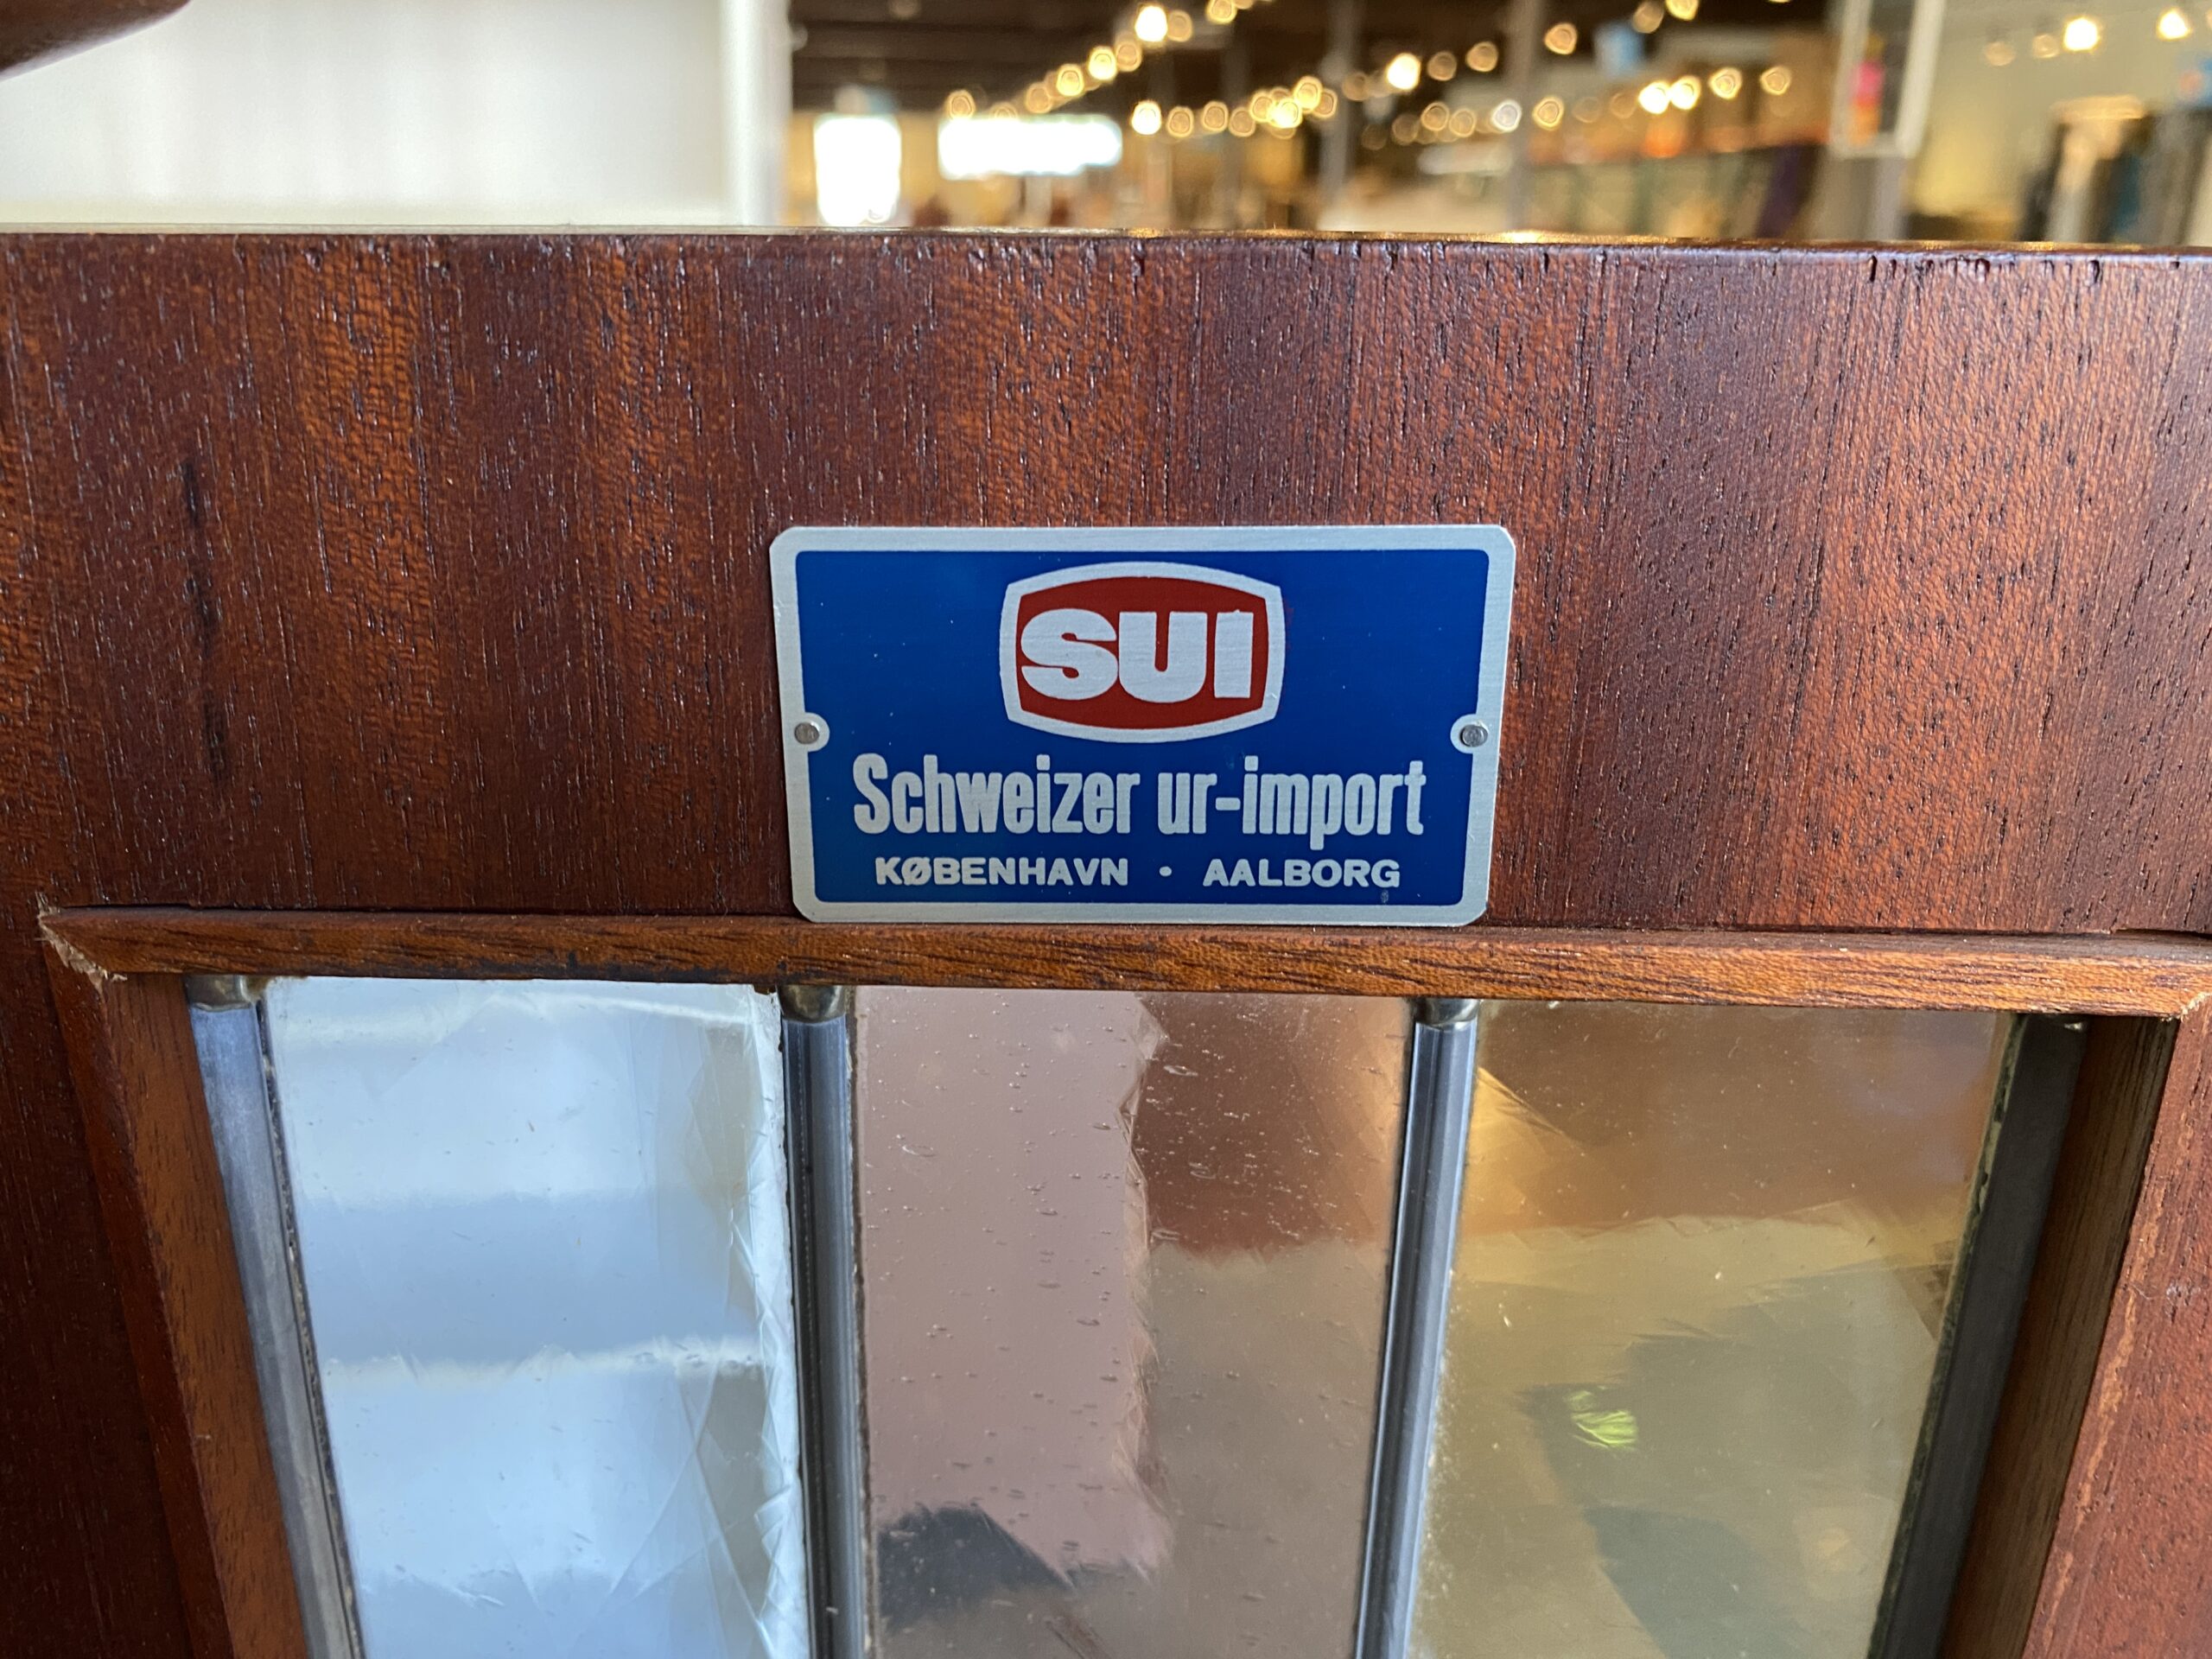 SUI
Schweizer ur-import
KØBENHAVN · AALBORG